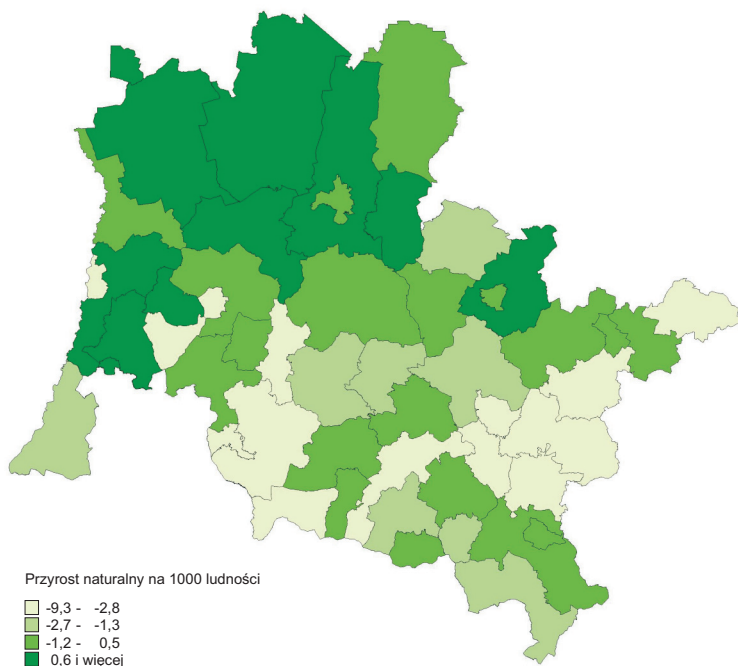 Przyrost naturalny na 1000 ludności
-9,3 - -2,8
-2,7 - -1,3
-1,2 - 0,5
0,6 i więcej